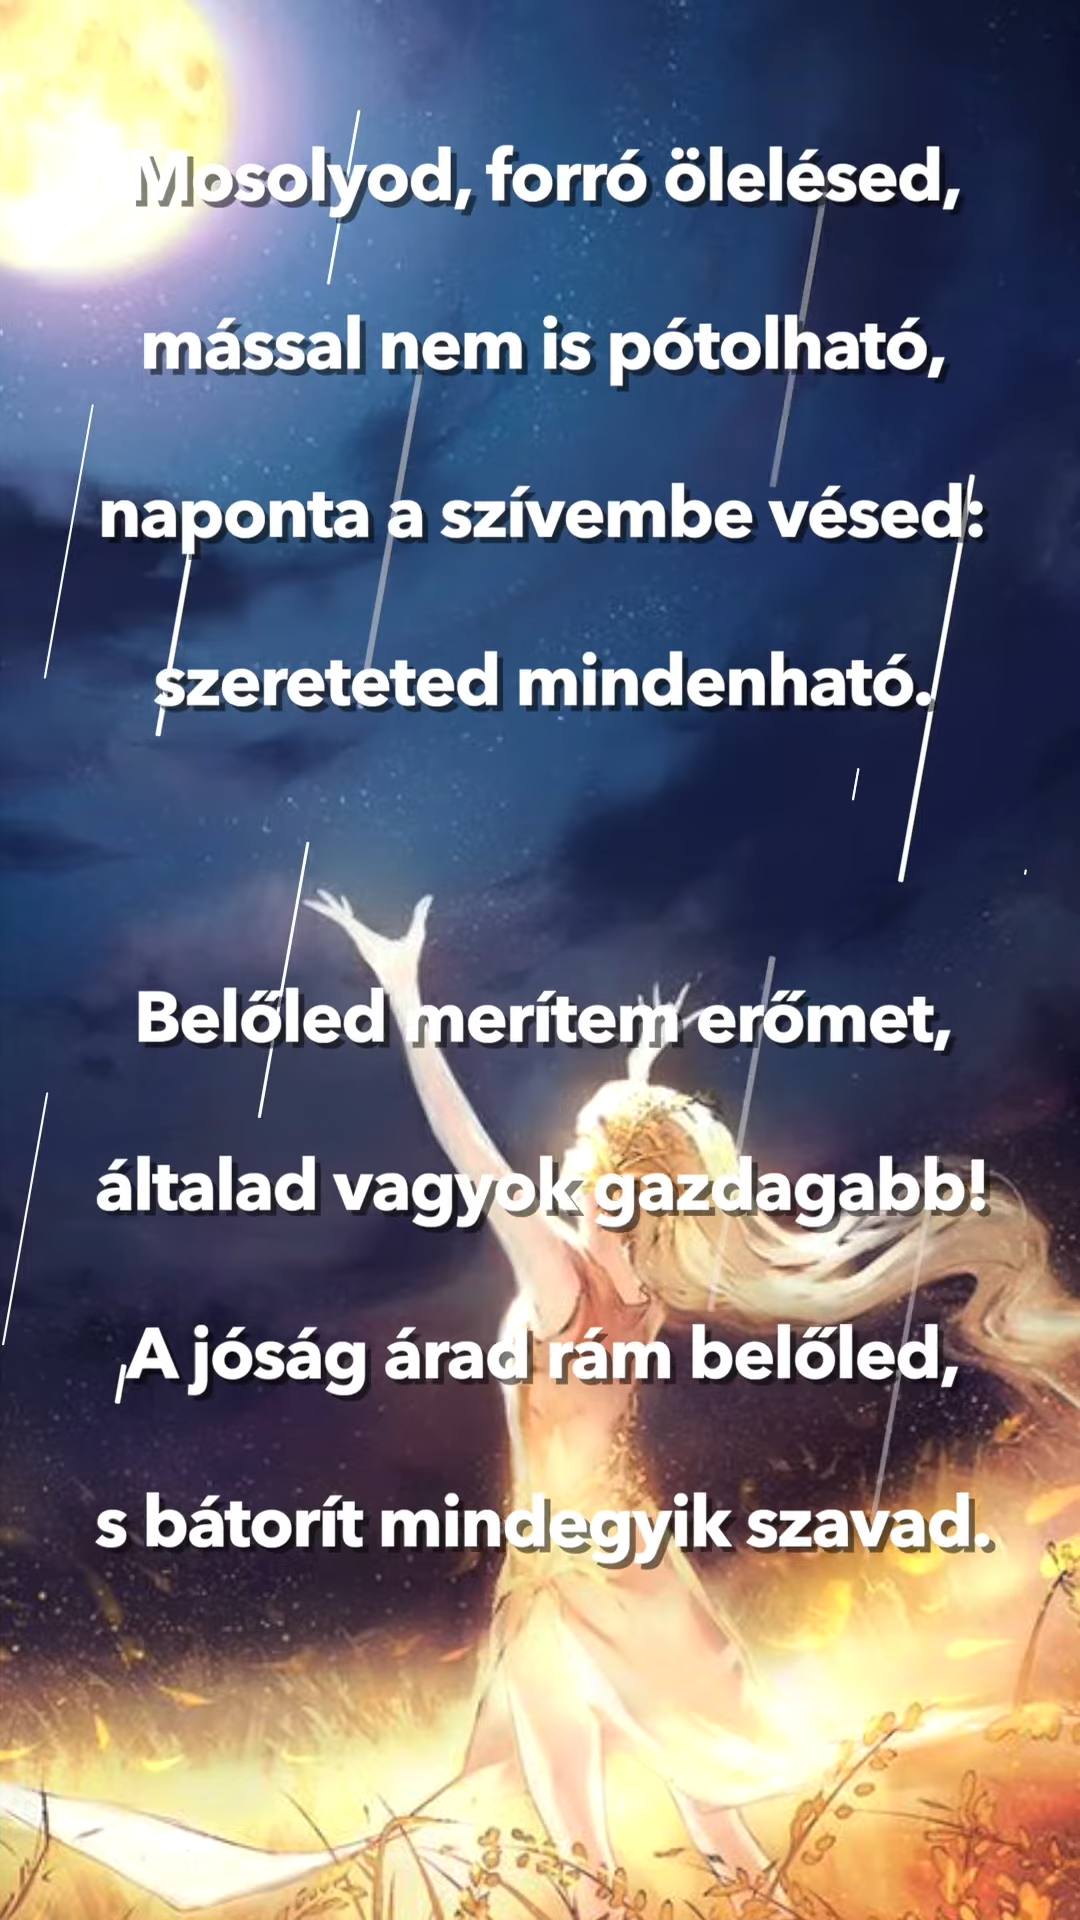 Mosolyod, forró ölelésed,
mással nem is pótolható,
naponta a szívembe vésed:
szereteted mindenható.
Belőled merítem erőmet,
általad vagyok gazdagabb!
A jóság árad rám belőled,
s bátorít mindegyik szavad.